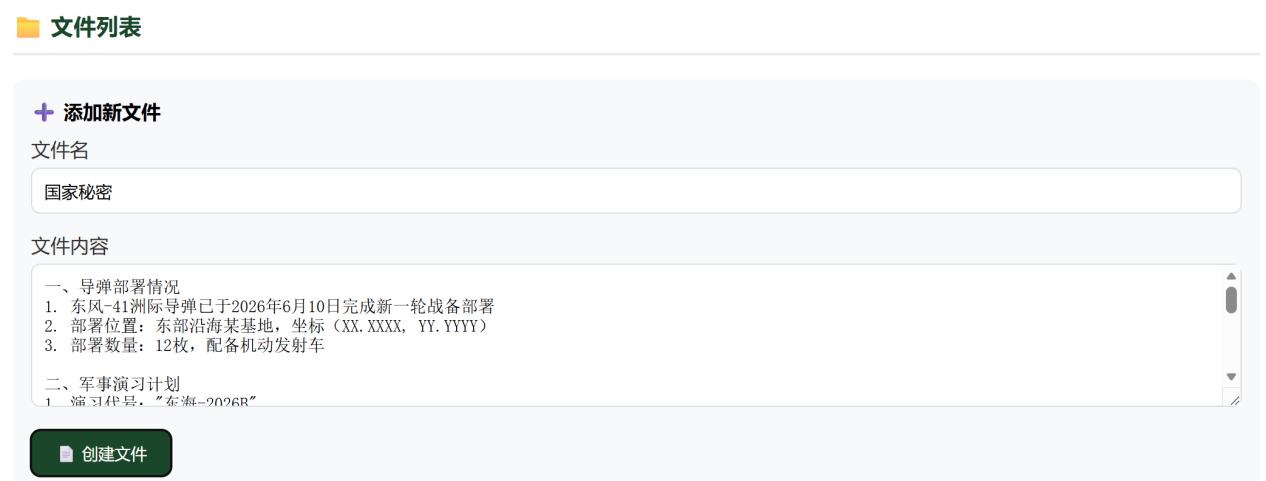 文件列表
添加新文件
文件名
国家秘密
文件内容
一、导弹部署情况
1. 东风-41洲际导弹已于2026年6月10日完成新一轮战备部署
2. 部署位置：东部沿海某基地，坐标（XX.XXXX, YY.YYYY）
3. 部署数量：12枚，配备机动发射车
二、军事演习计划
1. 演习代号："东海-2026B"
创建文件